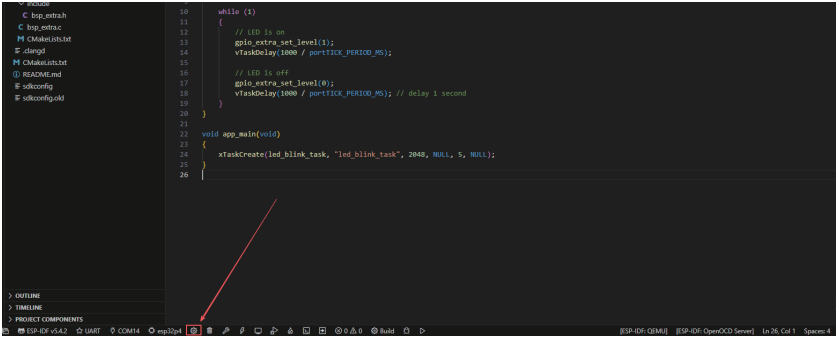 include
bsp_extra.h
bsp_extra.c
CMakeLists.txt
.clangd
CMakeLists.txt
README.md
sdkconfig
sdkconfig.old
OUTLINE
TIMELINE
PROJECT COMPONENTS
10 while (1)
11 {
12 // LED is on
13 gpio_extra_set_level(1);
14 vTaskDelay(1000 / portTICK_PERIOD_MS);
15
16 // LED is off
17 gpio_extra_set_level(0);
18 vTaskDelay(1000 / portTICK_PERIOD_MS); // delay 1 second
19 }
20 }
21
22 void app_main(void)
23 {
24 xTaskCreate(led_blink_task, "led_blink_task", 2048, NULL, 5, NULL);
25 }
26
ESP-IDF v5.4.2 UART COM14 esp32p4 0 0 Build [ESP-IDF: QEMU] [ESP-IDF: OpenOCD Server] Ln 26, Col 1 Spaces: 4